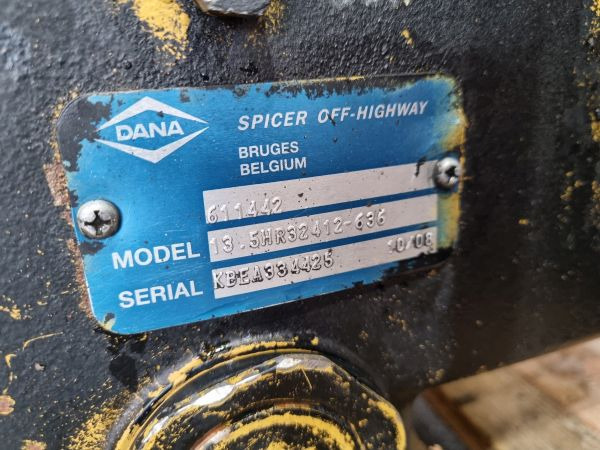 DANA
SPICER OFF-HIGHWAY
BRUGES
BELGIUM
611442
MODEL 13.5HR32412-636
SERIAL KBEA334425 10/08